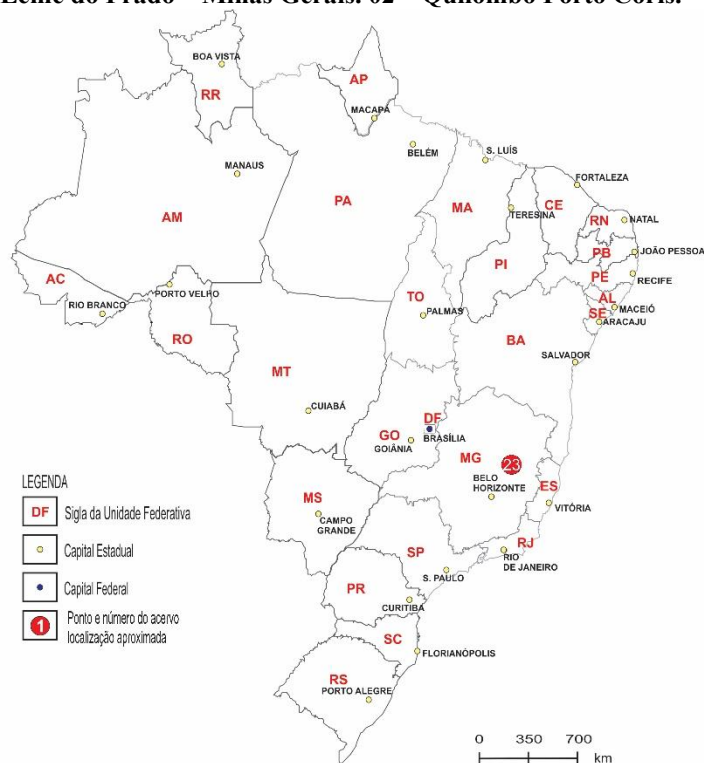 Leme do Prado – Minas Gerais. 02 – Quilombo Porto Coris.
BOA VISTA
RR
AP
MACAPÁ
BELÉM
S. LUÍS
MANAUS
FORTALEZA
AM
PA
MA
TERESINA
CE
RN
NATAL
PB
JOÃO PESSOA
PI
PE
RECIFE
AC
PORTO VELHO
RIO BRANCO
TO
PALMAS
AL
MACEIÓ
SE
ARACAJU
RO
BA
MT
SALVADOR
CUIABÁ
DF
BRASÍLIA
GO
GOIÂNIA
MG
23
BELO
HORIZONTE
ES
VITÓRIA
MS
CAMPO
GRANDE
RJ
RIO
DE JANEIRO
SP
S. PAULO
PR
CURITIBA
SC
FLORIANÓPOLIS
RS
PORTO ALEGRE
LEGENDA
DF Sigla da Unidade Federativa
Capital Estadual
Capital Federal
1 Ponto e número do acervo
localização aproximada
0 350 700
km